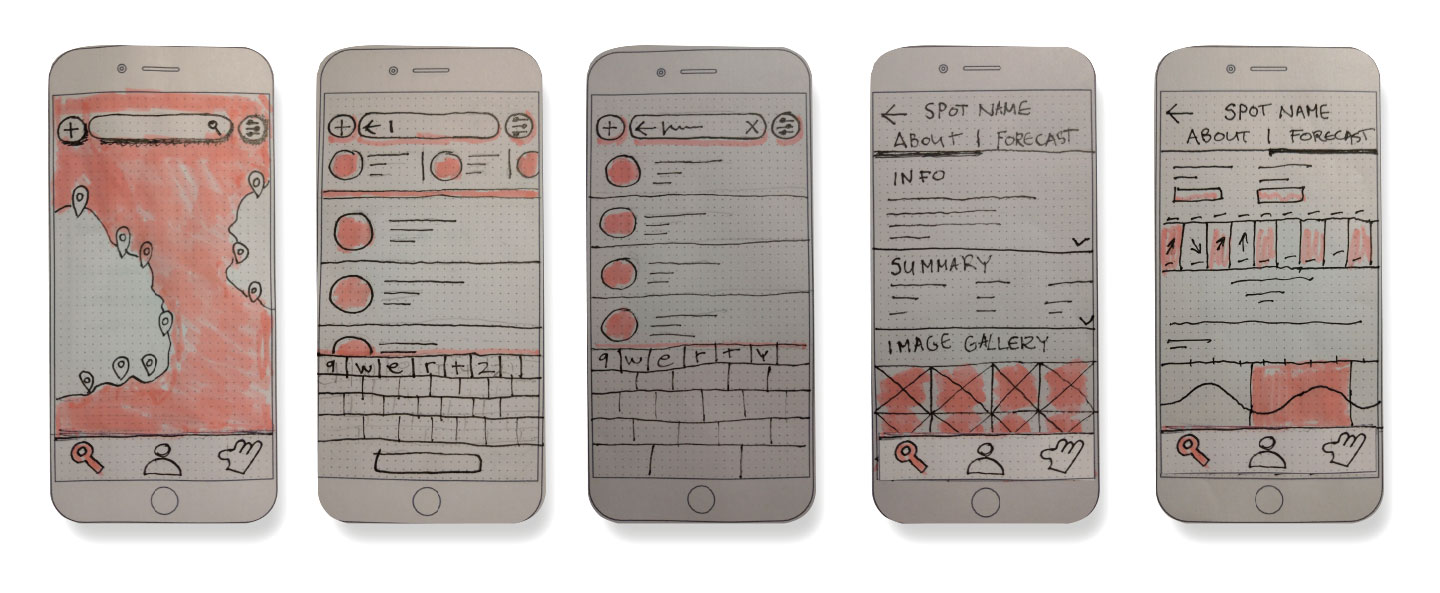 q w e r t z
q w e r t y
SPOT NAME
ABOUT | FORECAST
INFO
SUMMARY
IMAGE GALLERY
SPOT NAME
ABOUT | FORECAST